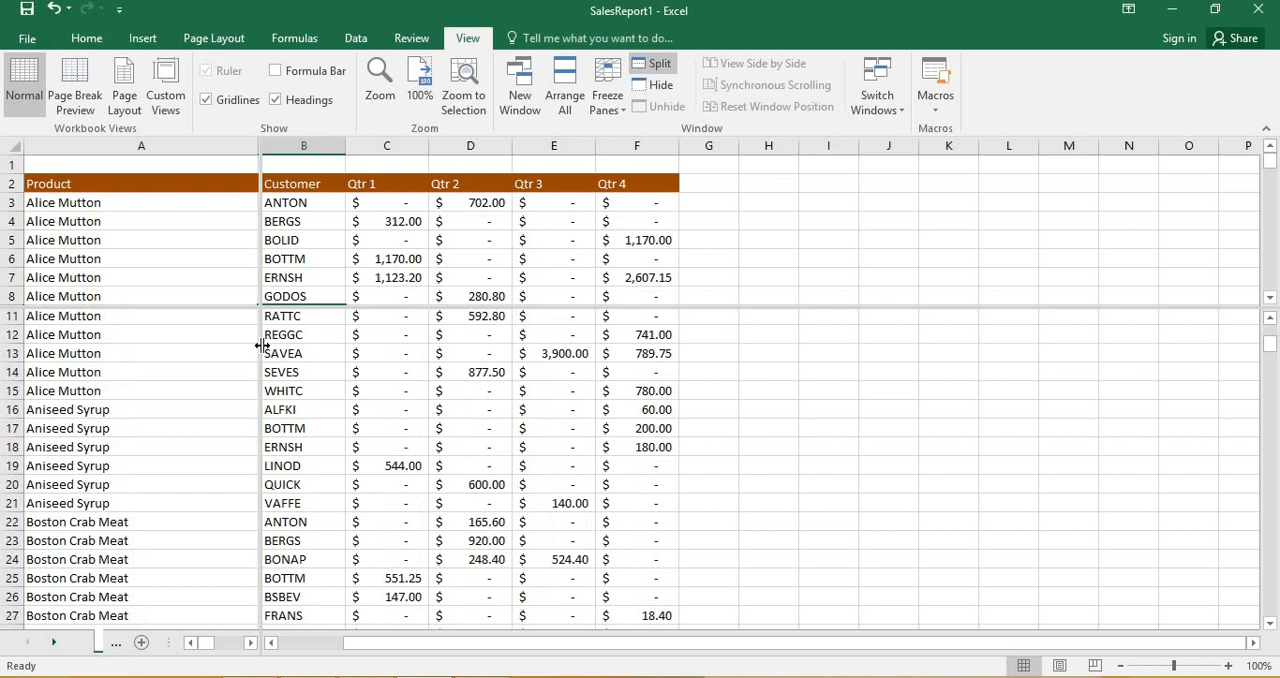 SalesReport1 - Excel
File Home Insert Page Layout Formulas Data Review View Tell me what you want to do... Sign in Share
Normal Page Break Preview Page Layout Custom Views
Workbook Views
Ruler Formula Bar
Gridlines Headings
Show
Zoom 100% Zoom to Selection
Zoom
New Window Arrange All Freeze Panes
Split
Hide
Unhide
View Side by Side
Synchronous Scrolling
Reset Window Position
Window
Switch Windows
Macros
Macros
A B C D E F G H I J K L M N O P
1
2 Product Customer Qtr 1 Qtr 2 Qtr 3 Qtr 4
3 Alice Mutton ANTON $ - $ 702.00 $ - $ -
4 Alice Mutton BERGS $ 312.00 $ - $ - $ -
5 Alice Mutton BOLID $ - $ - $ - $ 1,170.00
6 Alice Mutton BOTTM $ 1,170.00 $ - $ - $ -
7 Alice Mutton ERNSH $ 1,123.20 $ - $ - $ 2,607.15
8 Alice Mutton GODOS $ - $ 280.80 $ - $ -
11 Alice Mutton RATTC $ - $ 592.80 $ - $ -
12 Alice Mutton REGGC $ - $ - $ - $ 741.00
13 Alice Mutton SAVEA $ - $ - $ 3,900.00 $ 789.75
14 Alice Mutton SEVES $ - $ 877.50 $ - $ -
15 Alice Mutton WHITC $ - $ - $ - $ 780.00
16 Aniseed Syrup ALFKI $ - $ - $ - $ 60.00
17 Aniseed Syrup BOTTM $ - $ - $ - $ 200.00
18 Aniseed Syrup ERNSH $ - $ - $ - $ 180.00
19 Aniseed Syrup LINOD $ 544.00 $ - $ - $ -
20 Aniseed Syrup QUICK $ - $ 600.00 $ - $ -
21 Aniseed Syrup VAFFE $ - $ - $ 140.00 $ -
22 Boston Crab Meat ANTON $ - $ 165.60 $ - $ -
23 Boston Crab Meat BERGS $ - $ 920.00 $ - $ -
24 Boston Crab Meat BONAP $ - $ 248.40 $ 524.40 $ -
25 Boston Crab Meat BOTTM $ 551.25 $ - $ - $ -
26 Boston Crab Meat BSBEV $ 147.00 $ - $ - $ -
27 Boston Crab Meat FRANS $ - $ - $ - $ 18.40
...
Ready 100%